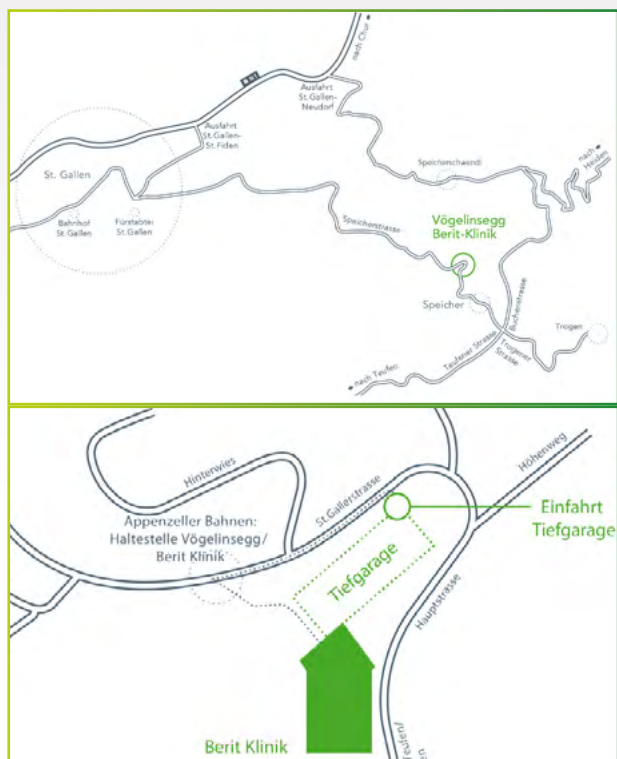 nach Chur
Ausfahrt
St.Gallen-
Neudorf
Ausfahrt
St.Gallen-
St.Fiden
St. Gallen
Bahnhof
St.Gallen
Fürstabtei
St.Gallen
Speicherschwendi
nach
Heiden
Vögelinsegg
Berit-Klinik
Speicherstrasse
Speicher
Buchenstrasse
Trogen
Trogener
Strasse
Teufener Strasse
nach Teufen
Hinterwies
St.Gallerstrasse
Höhenweg
Appenzeller Bahnen:
Haltestelle Vögelinsegg/
Berit Klinik
Einfahrt
Tiefgarage
Tiefgarage
Hauptstrasse
Berit Klinik